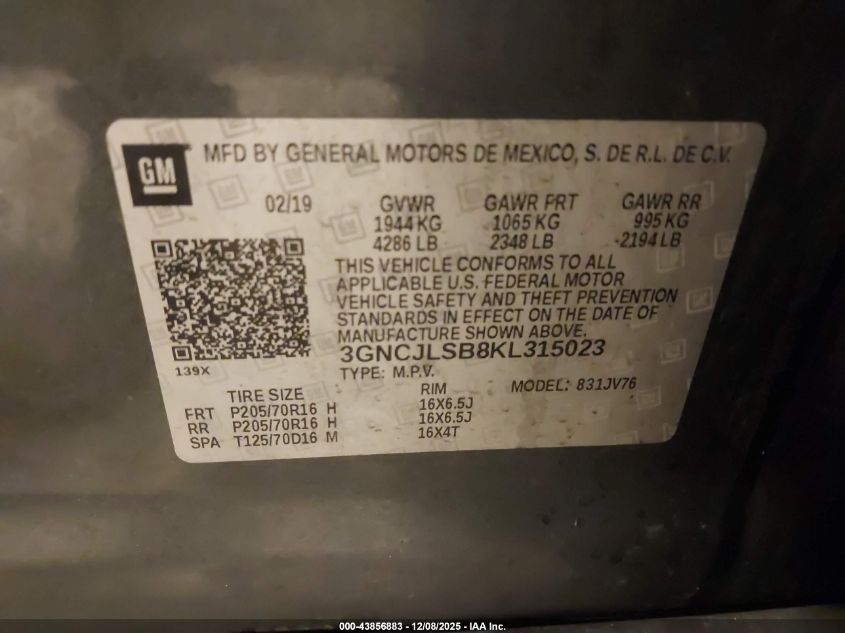 GM
MFD BY GENERAL MOTORS DE MEXICO, S. DE R.L. DE C.V.
02/19 GVWR GAWR FRT GAWR RR
1944 KG 1065 KG 995 KG
4286 LB 2348 LB 2194 LB
THIS VEHICLE CONFORMS TO ALL
APPLICABLE U.S. FEDERAL MOTOR
VEHICLE SAFETY AND THEFT PREVENTION
STANDARDS IN EFFECT ON THE DATE OF
MANUFACTURE SHOWN ABOVE.
3GNCJLSB8KL315023
139X
TYPE: M.P.V.
TIRE SIZE RIM MODEL: 831JV76
FRT P205/70R16 H 16X6.5J
RR P205/70R16 H 16X6.5J
SPA T125/70D16 M 16X4T
000-43856883 - 12/08/2025 - IAA Inc.